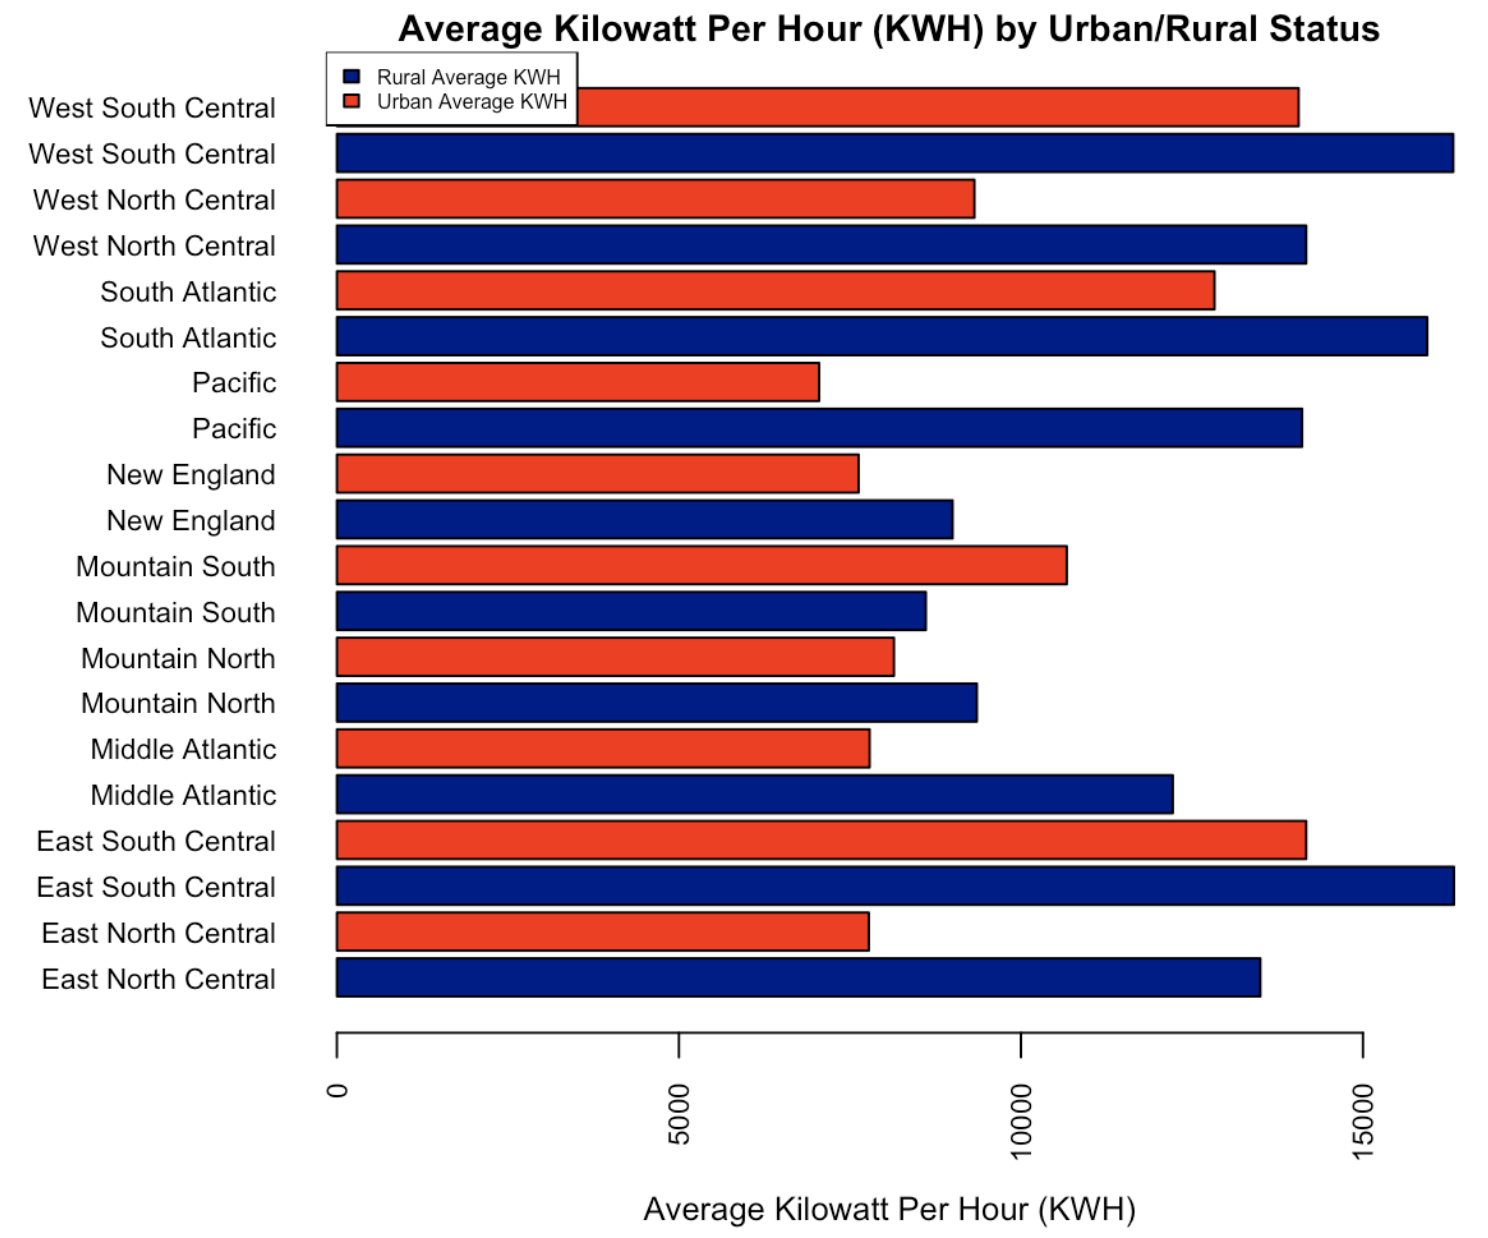 Average Kilowatt Per Hour (KWH) by Urban/Rural Status
Rural Average KWH
Urban Average KWH
West South Central
West South Central
West North Central
West North Central
South Atlantic
South Atlantic
Pacific
Pacific
New England
New England
Mountain South
Mountain South
Mountain North
Mountain North
Middle Atlantic
Middle Atlantic
East South Central
East South Central
East North Central
East North Central
0
5000
10000
15000
Average Kilowatt Per Hour (KWH)